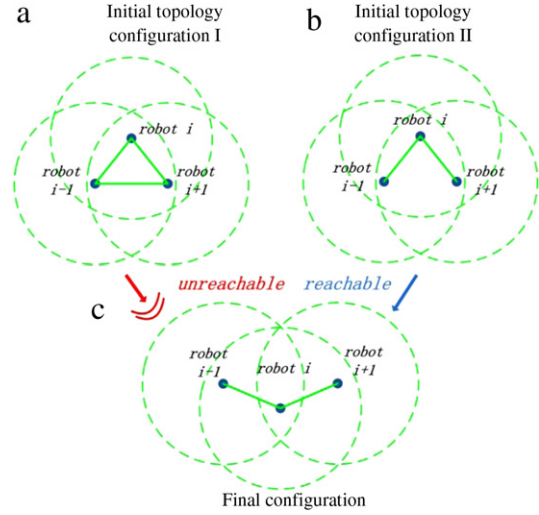 a
Initial topology
configuration I
robot i
robot
i-1
robot
i+1
b
Initial topology
configuration II
robot i
robot
i-1
robot
i+1
unreachable
reachable
c
robot
i-1
robot i
robot
i+1
Final configuration